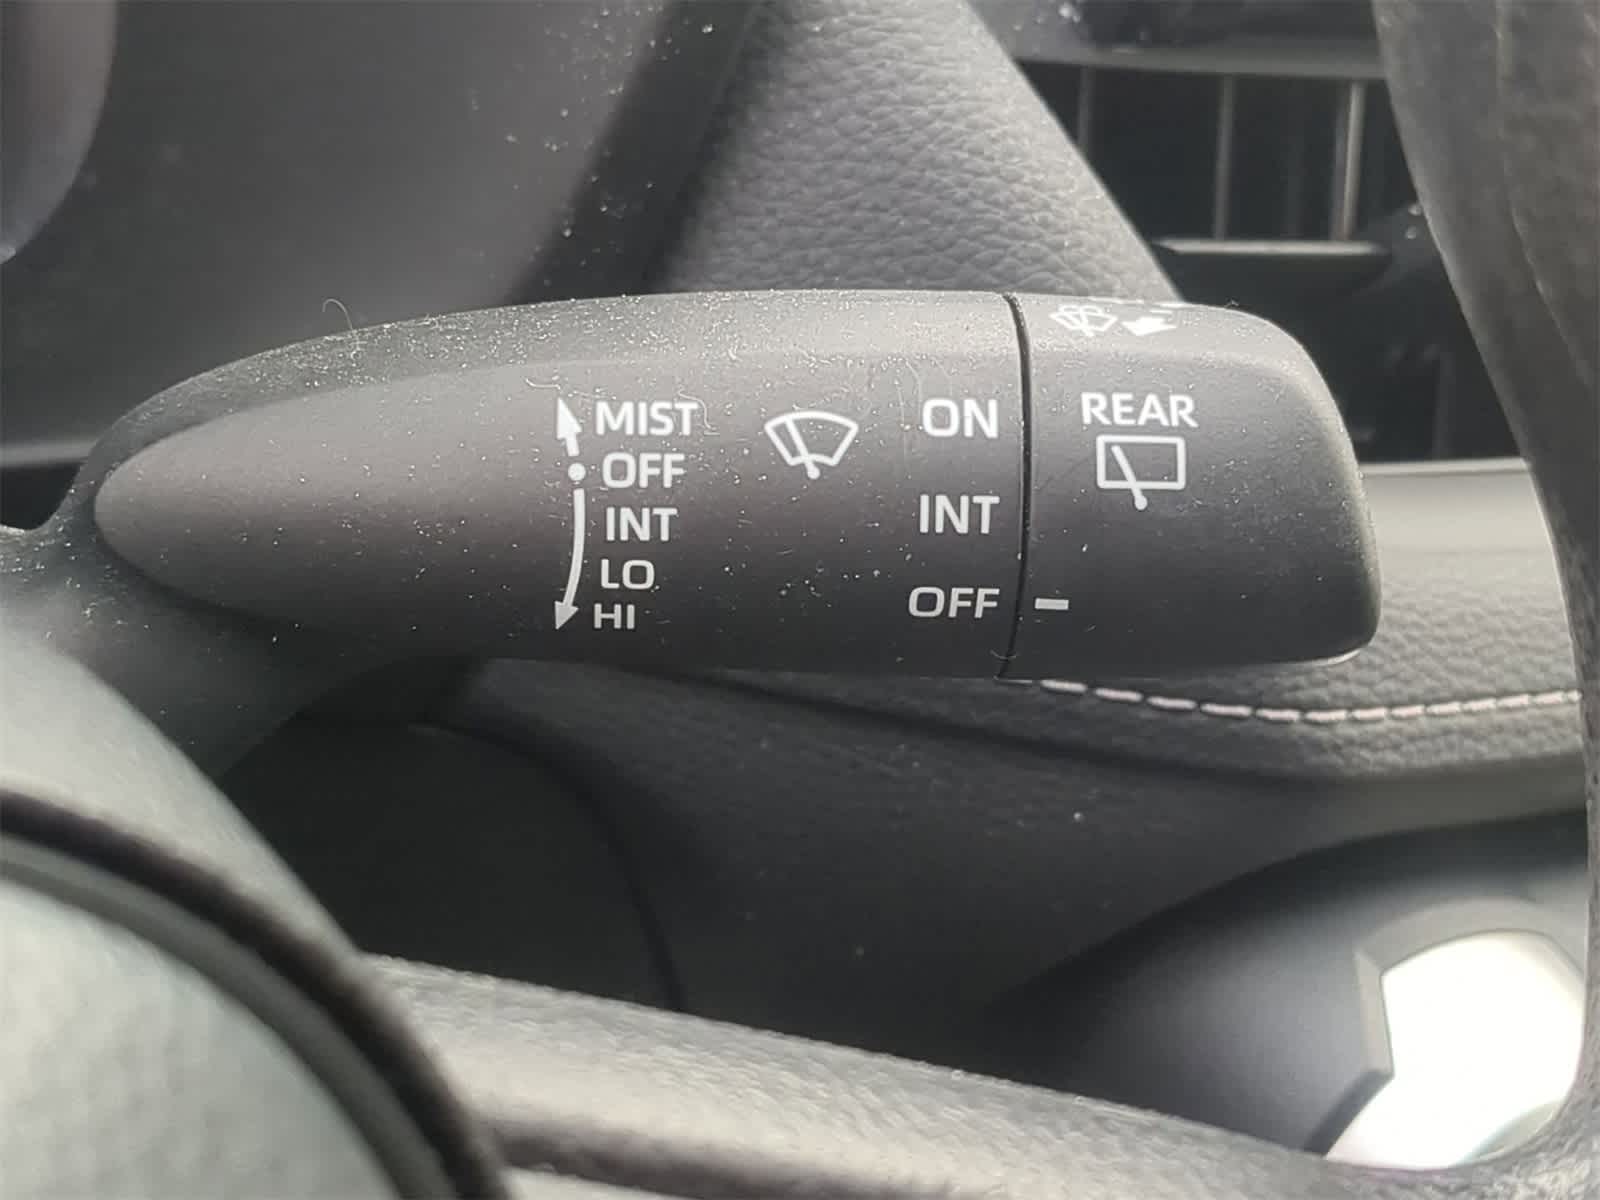 MIST
OFF
INT
LO
HI
ON
INT
OFF
REAR